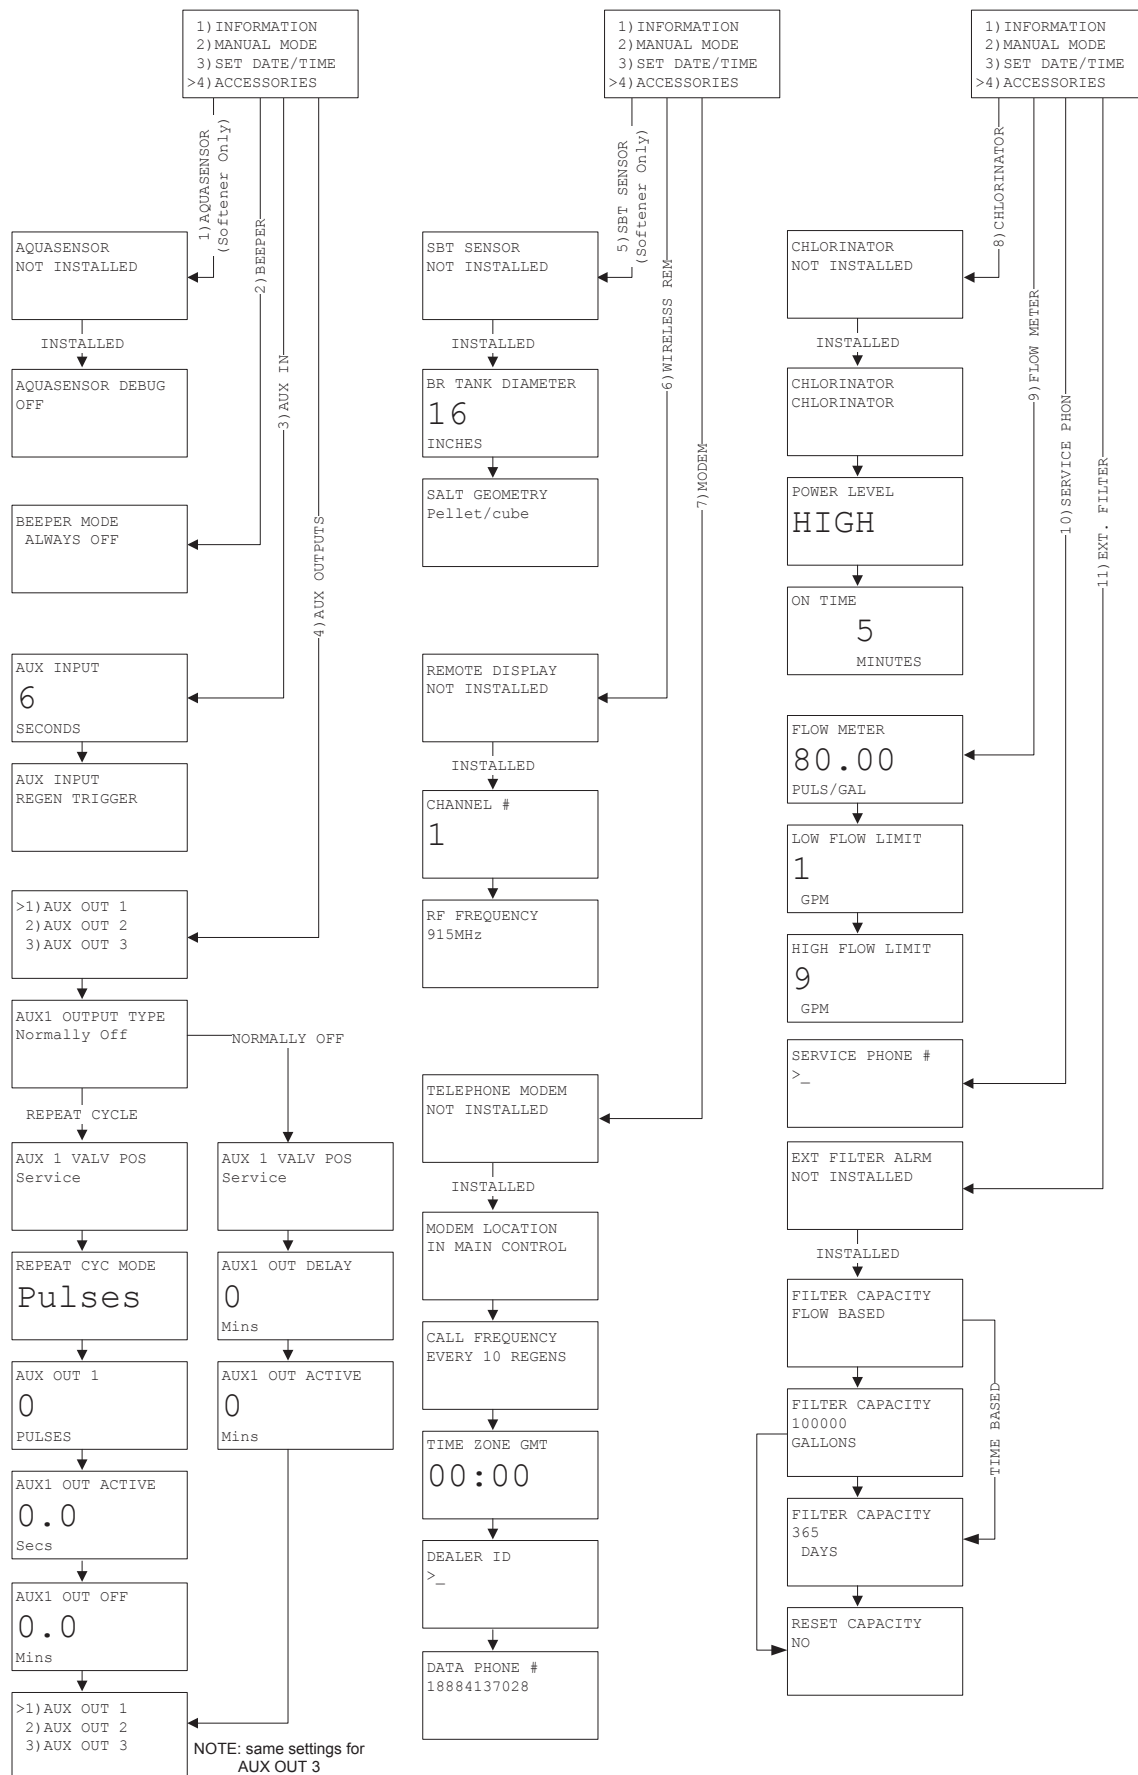 1)INFORMATION
2)MANUAL MODE
3)SET DATE/TIME
>4)ACCESSORIES
1)AQUASENSOR
(Softener Only)
2)BEEPER
3)AUX IN
4)AUX OUTPUTS
AQUASENSOR
NOT INSTALLED
INSTALLED
AQUASENSOR DEBUG
OFF
BEEPER MODE
ALWAYS OFF
AUX INPUT
6
SECONDS
AUX INPUT
REGEN TRIGGER
>1)AUX OUT 1
2)AUX OUT 2
3)AUX OUT 3
AUX1 OUTPUT TYPE
Normally Off
NORMALLY OFF
REPEAT CYCLE
AUX 1 VALV POS
Service
REPEAT CYC MODE
Pulses
AUX OUT 1
0
PULSES
AUX1 OUT ACTIVE
0.0
Secs
AUX1 OUT OFF
0.0
Mins
AUX 1 VALV POS
Service
AUX1 OUT DELAY
0
Mins
AUX1 OUT ACTIVE
0
Mins
>1)AUX OUT 1
2)AUX OUT 2
3)AUX OUT 3
NOTE: same settings for
AUX OUT 3
1)INFORMATION
2)MANUAL MODE
3)SET DATE/TIME
>4)ACCESSORIES
5)SBT SENSOR
(Softener Only)
6)WIRELESS REM
7)MODEM
SBT SENSOR
NOT INSTALLED
INSTALLED
BR TANK DIAMETER
16
INCHES
SALT GEOMETRY
Pellet/cube
REMOTE DISPLAY
NOT INSTALLED
INSTALLED
CHANNEL #
1
RF FREQUENCY
915MHz
TELEPHONE MODEM
NOT INSTALLED
INSTALLED
MODEM LOCATION
IN MAIN CONTROL
CALL FREQUENCY
EVERY 10 REGENS
TIME ZONE GMT
00:00
DEALER ID
>_
DATA PHONE #
18884137028
1)INFORMATION
2)MANUAL MODE
3)SET DATE/TIME
>4)ACCESSORIES
8)CHLORINATOR
9)FLOW METER
10)SERVICE PHON
11)EXT. FILTER
CHLORINATOR
NOT INSTALLED
INSTALLED
CHLORINATOR
CHLORINATOR
POWER LEVEL
HIGH
ON TIME
5
MINUTES
FLOW METER
80.00
PULS/GAL
LOW FLOW LIMIT
1
GPM
HIGH FLOW LIMIT
9
GPM
SERVICE PHONE #
>_
EXT FILTER ALRM
NOT INSTALLED
INSTALLED
FILTER CAPACITY
FLOW BASED
TIME BASED
FILTER CAPACITY
100000
GALLONS
FILTER CAPACITY
365
DAYS
RESET CAPACITY
NO